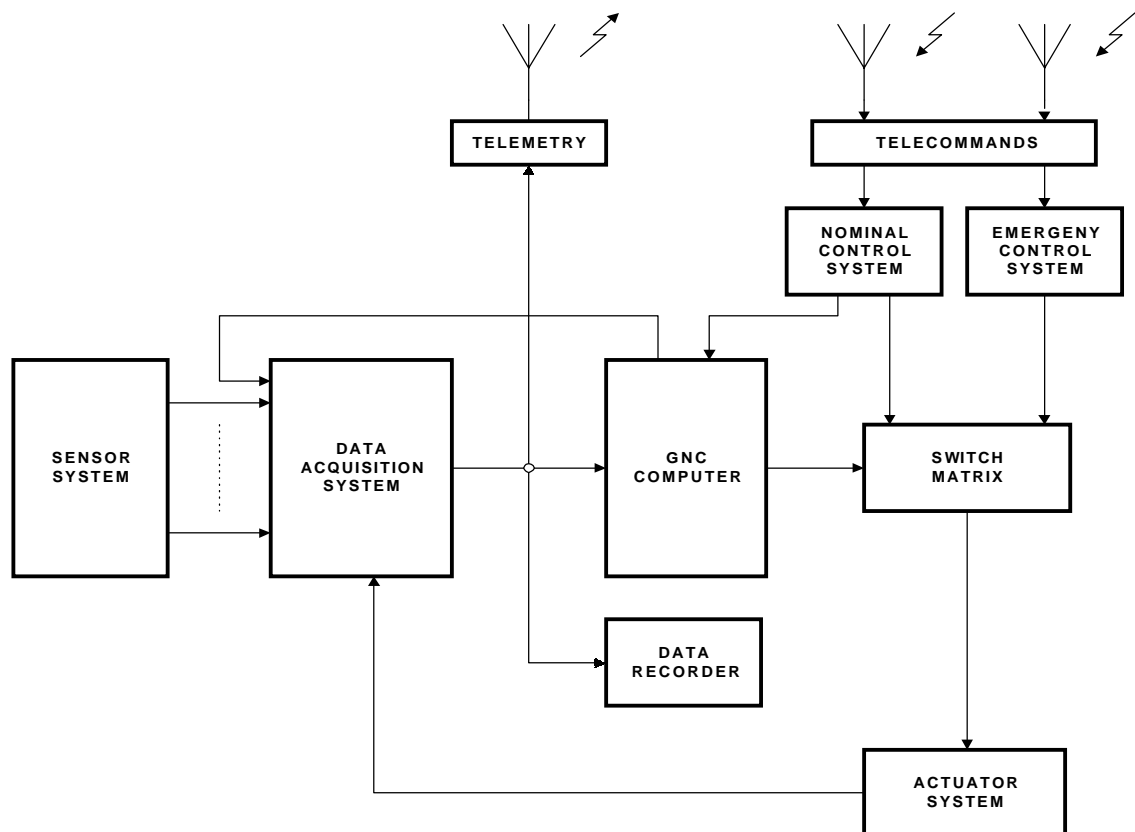 TELEMETRY
TELECOMMANDS
NOMINAL
CONTROL
SYSTEM
EMERGENY
CONTROL
SYSTEM
SENSOR
SYSTEM
DATA
ACQUISITION
SYSTEM
GNC
COMPUTER
SWITCH
MATRIX
DATA
RECORDER
ACTUATOR
SYSTEM